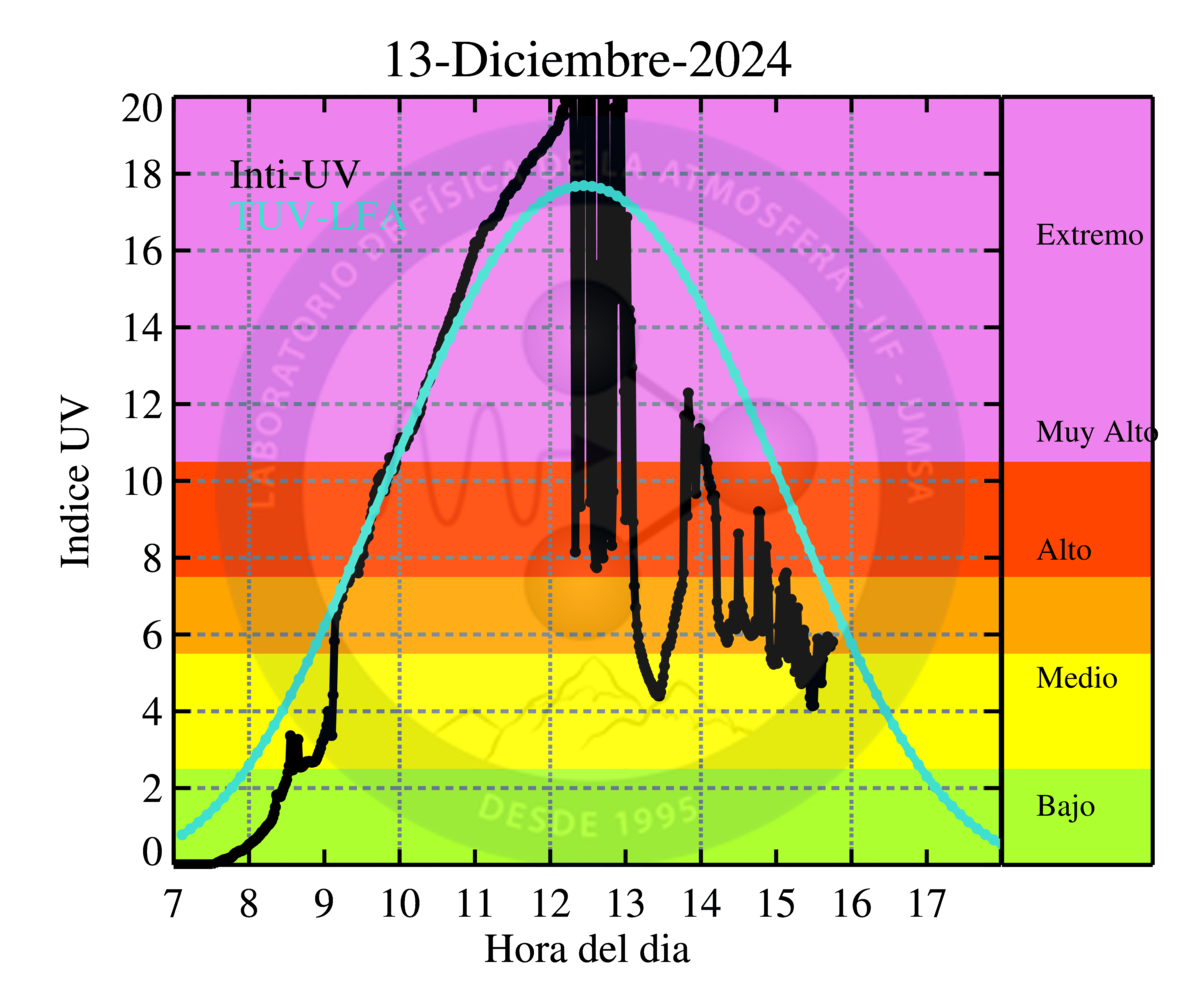 13-Diciembre-2024
Indice UV
20
18
16
14
12
10
8
6
4
2
0
Inti-UV
TUV-LFA
LABORATORIO DE FÍSICA DE LA ATMÓSFERA - IIF - UMSA
DESDE 1995
Extremo
Muy Alto
Alto
Medio
Bajo
7 8 9 10 11 12 13 14 15 16 17
Hora del dia